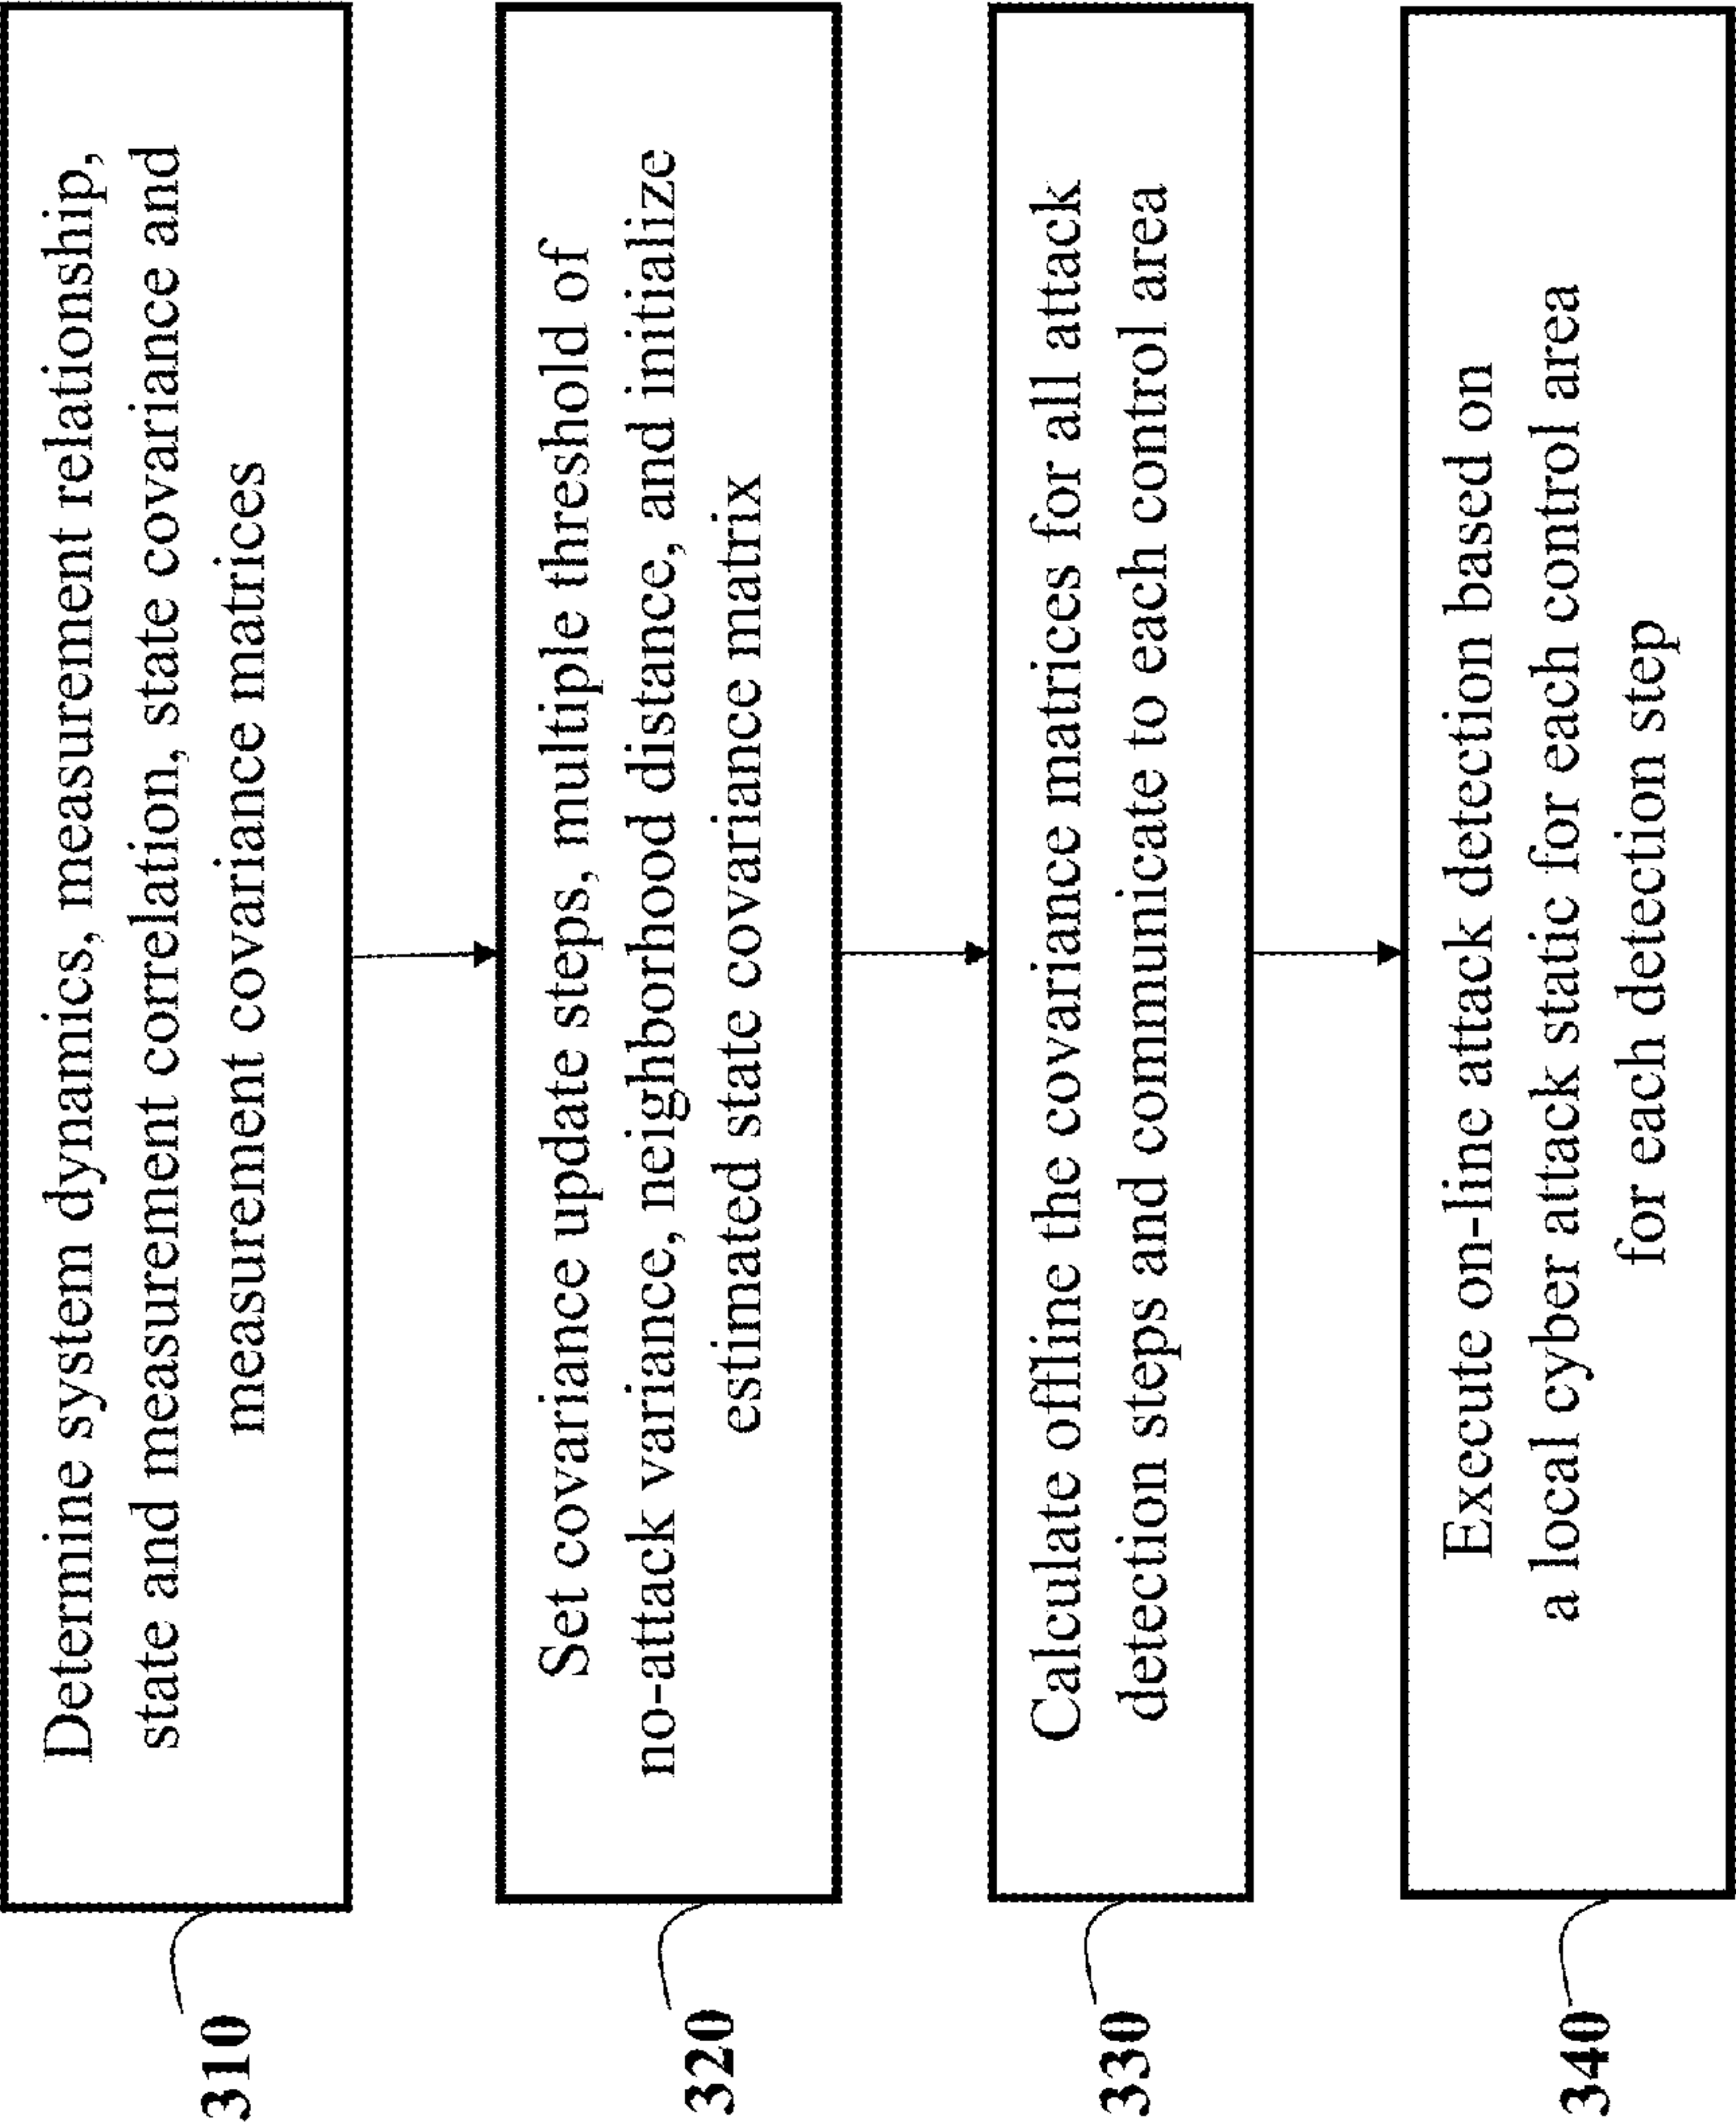 310
Determine system dynamics, measurement relationship,
state and measurement correlation, state covariance and
measurement covariance matrices
320
Set covariance update steps, multiple threshold of
no-attack variance, neighborhood distance, and initialize
estimated state covariance matrix
330
Calculate offline the covariance matrices for all attack
detection steps and communicate to each control area
340
Execute on-line attack detection based on
a local cyber attack static for each control area
for each detection step